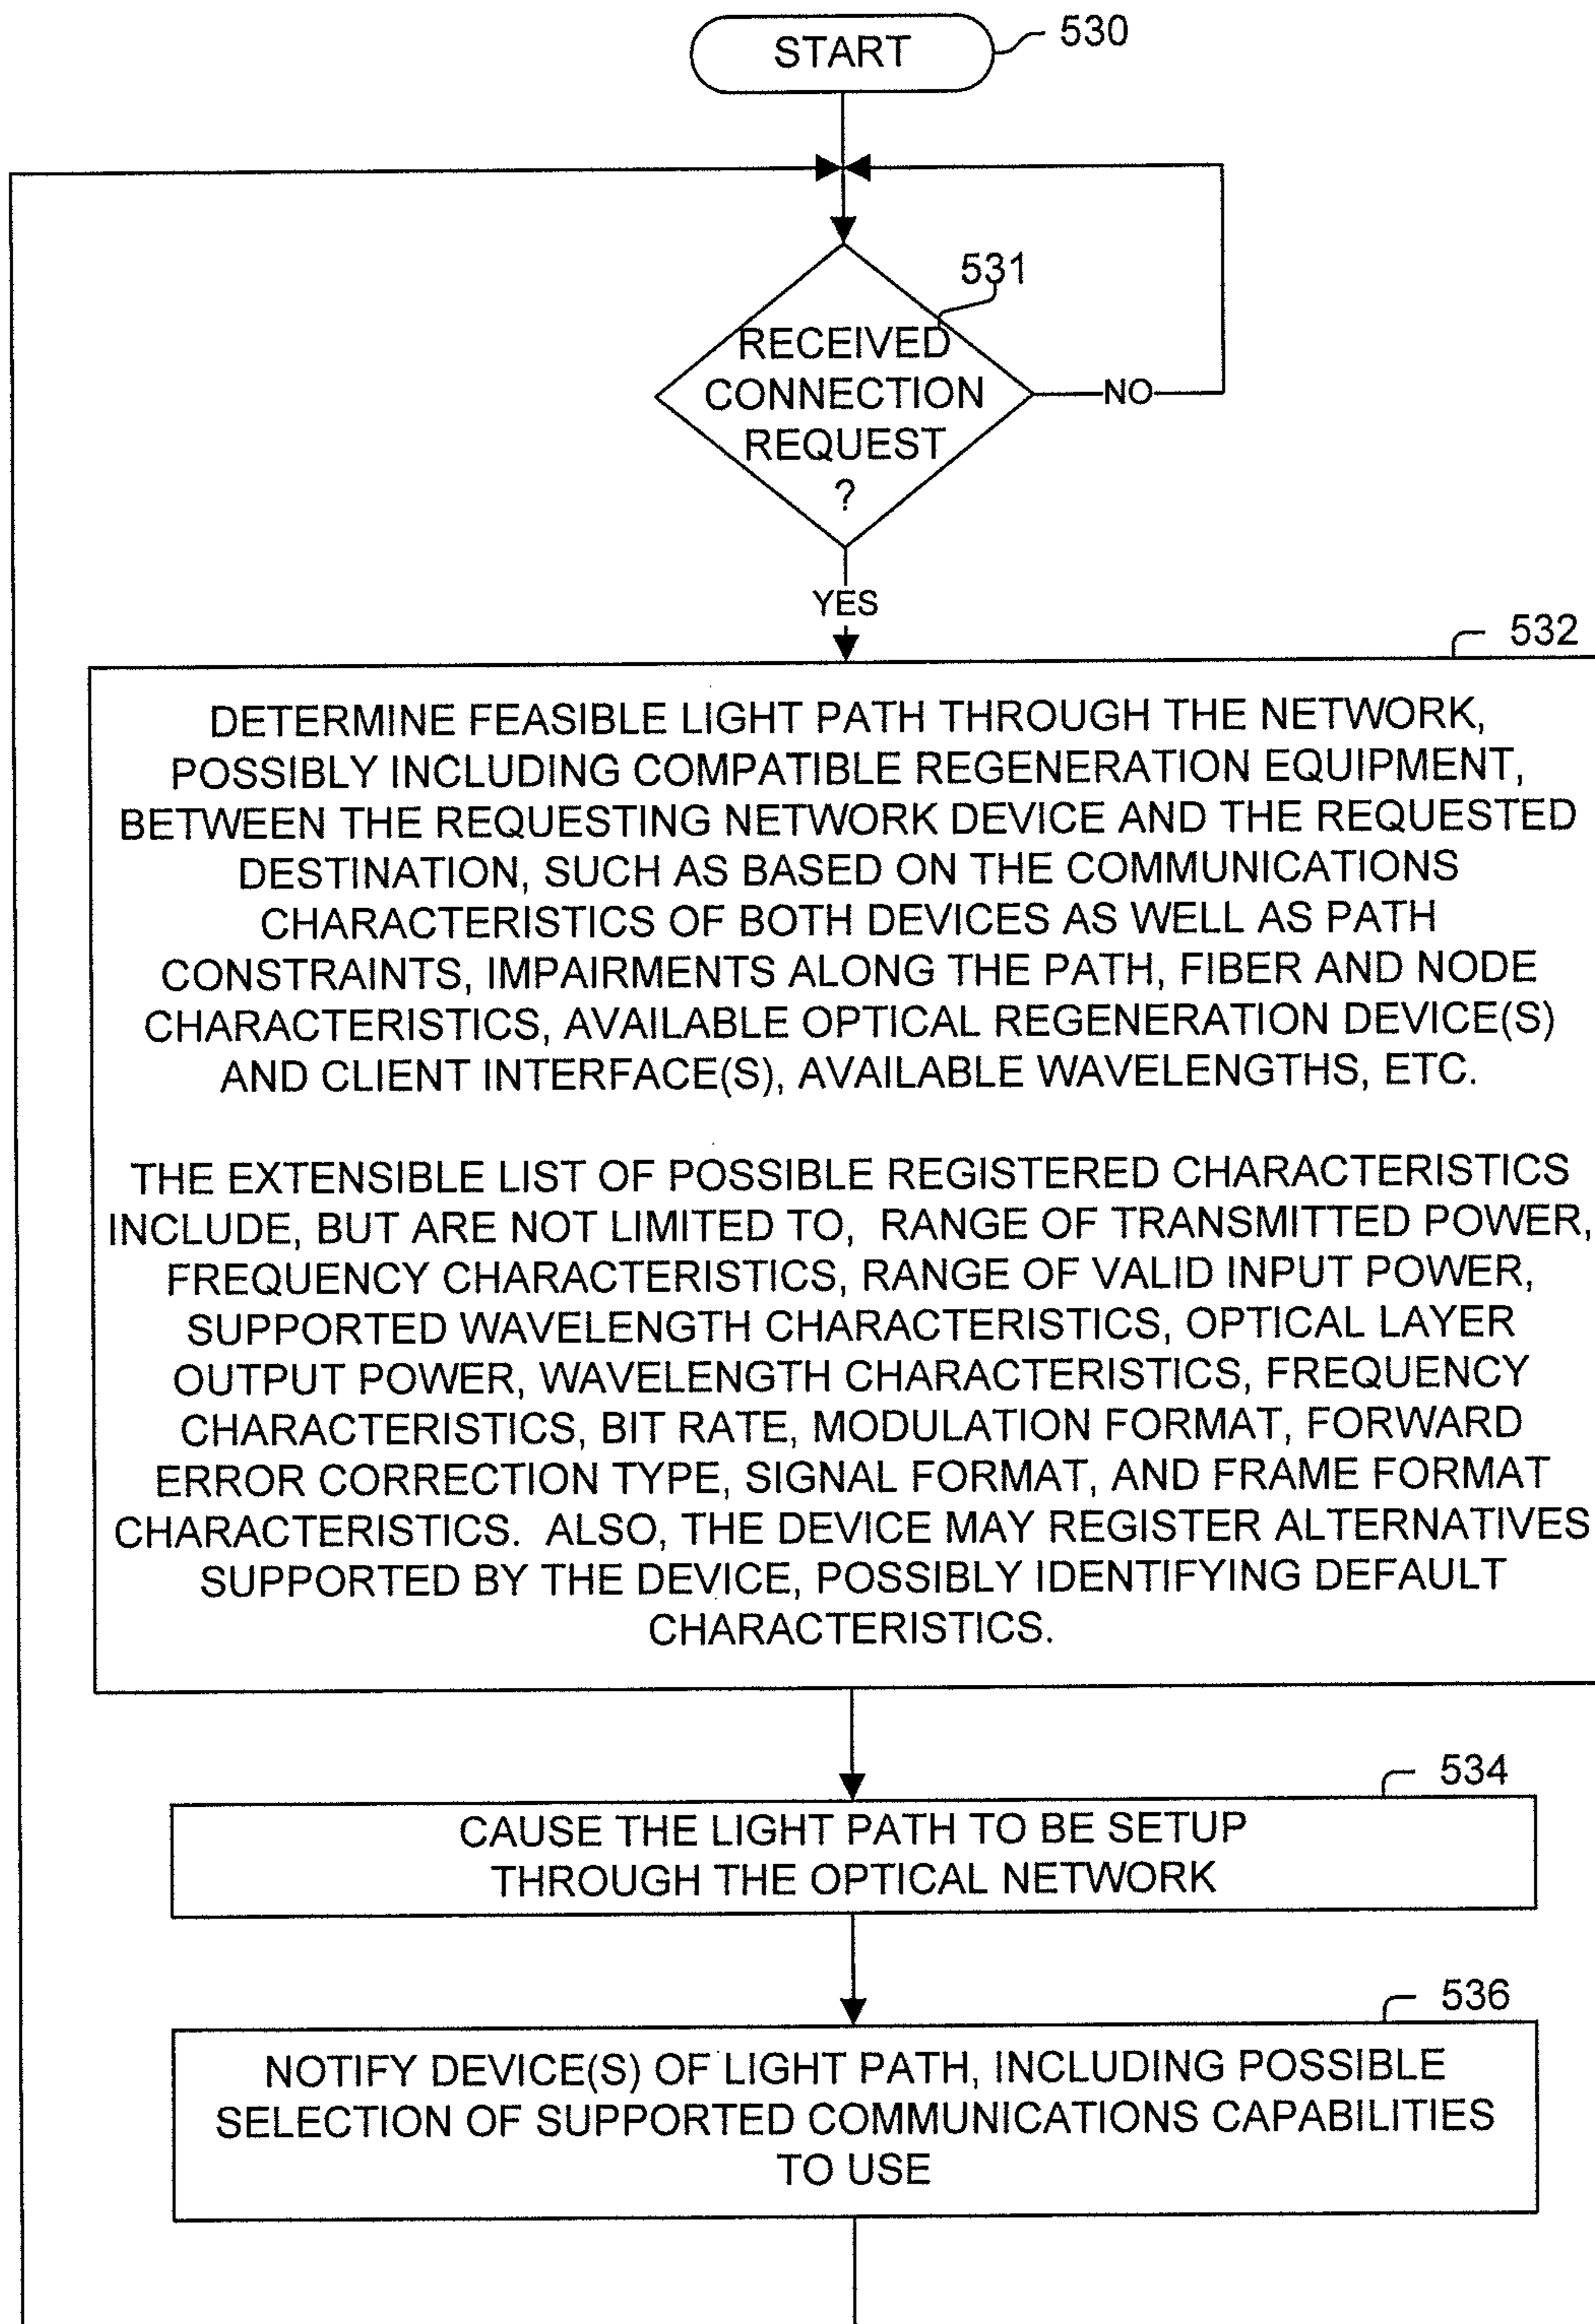 START
530
531
RECEIVED
CONNECTION
REQUEST
?
NO
YES
532
DETERMINE FEASIBLE LIGHT PATH THROUGH THE NETWORK,
POSSIBLY INCLUDING COMPATIBLE REGENERATION EQUIPMENT,
BETWEEN THE REQUESTING NETWORK DEVICE AND THE REQUESTED
DESTINATION, SUCH AS BASED ON THE COMMUNICATIONS
CHARACTERISTICS OF BOTH DEVICES AS WELL AS PATH
CONSTRAINTS, IMPAIRMENTS ALONG THE PATH, FIBER AND NODE
CHARACTERISTICS, AVAILABLE OPTICAL REGENERATION DEVICE(S)
AND CLIENT INTERFACE(S), AVAILABLE WAVELENGTHS, ETC.
THE EXTENSIBLE LIST OF POSSIBLE REGISTERED CHARACTERISTICS
INCLUDE, BUT ARE NOT LIMITED TO, RANGE OF TRANSMITTED POWER,
FREQUENCY CHARACTERISTICS, RANGE OF VALID INPUT POWER,
SUPPORTED WAVELENGTH CHARACTERISTICS, OPTICAL LAYER
OUTPUT POWER, WAVELENGTH CHARACTERISTICS, FREQUENCY
CHARACTERISTICS, BIT RATE, MODULATION FORMAT, FORWARD
ERROR CORRECTION TYPE, SIGNAL FORMAT, AND FRAME FORMAT
CHARACTERISTICS. ALSO, THE DEVICE MAY REGISTER ALTERNATIVES
SUPPORTED BY THE DEVICE, POSSIBLY IDENTIFYING DEFAULT
CHARACTERISTICS.
534
CAUSE THE LIGHT PATH TO BE SETUP
THROUGH THE OPTICAL NETWORK
536
NOTIFY DEVICE(S) OF LIGHT PATH, INCLUDING POSSIBLE
SELECTION OF SUPPORTED COMMUNICATIONS CAPABILITIES
TO USE